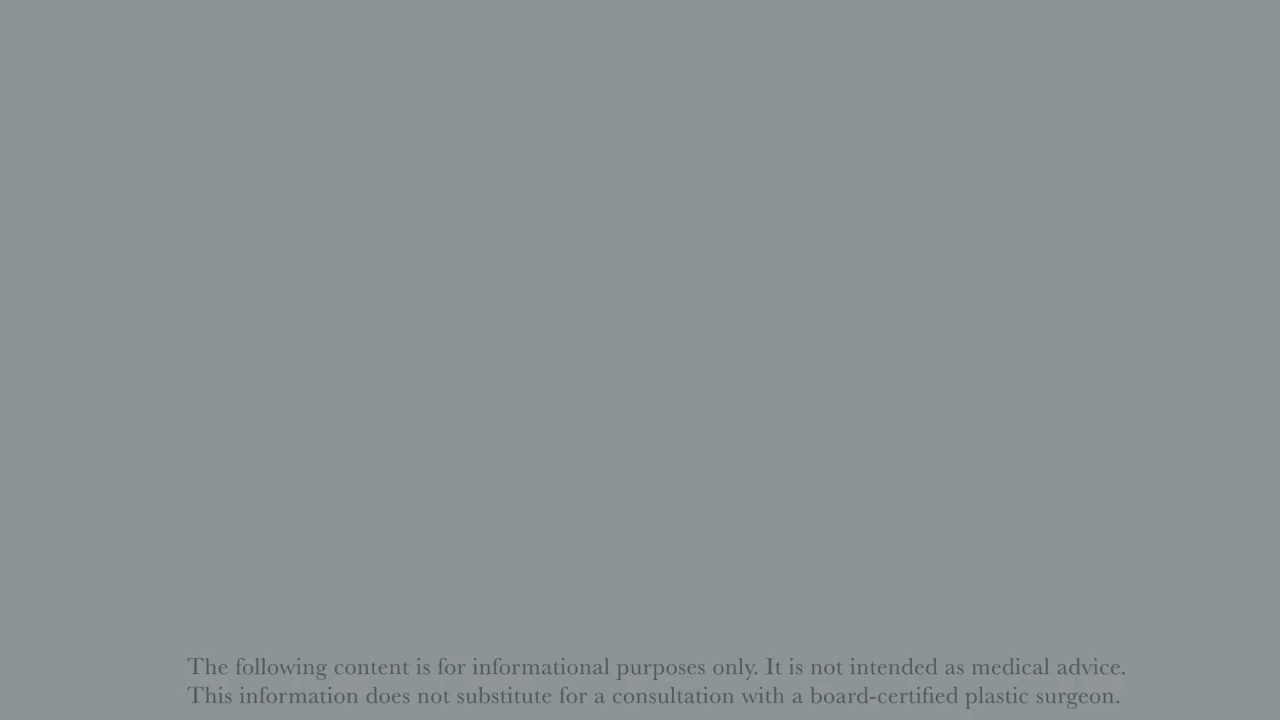 The following content is for informational purposes only. It is not intended as medical advice.
This information does not substitute for a consultation with a board-certified plastic surgeon.